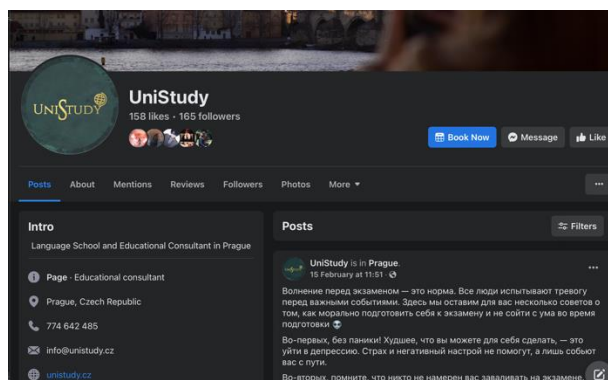 UNISTUDY
UniStudy
158 likes • 165 followers
Book Now
Message
Like
Posts
About
Mentions
Reviews
Followers
Photos
More
Intro
Language School and Educational Consultant in Prague
Page · Educational consultant
Prague, Czech Republic
774 642 485
info@unistudy.cz
unistudy.cz
Posts
Filters
UniStudy is in Prague.
15 February at 11:51
Волнение перед экзаменом — это норма. Все люди испытывают тревогу
перед важными событиями. Здесь мы оставим для вас несколько советов о
том, как морально подготовить себя к экзамену и не сойти с ума во время
подготовки
Во-первых, без паники! Худшее, что вы можете для себя сделать, — это
уйти в депрессию. Страх и негативный настрой не помогут, а лишь собьют
вас с пути.
Во-вторых, помните, что никто не намерен вас заваливать на экзамене.